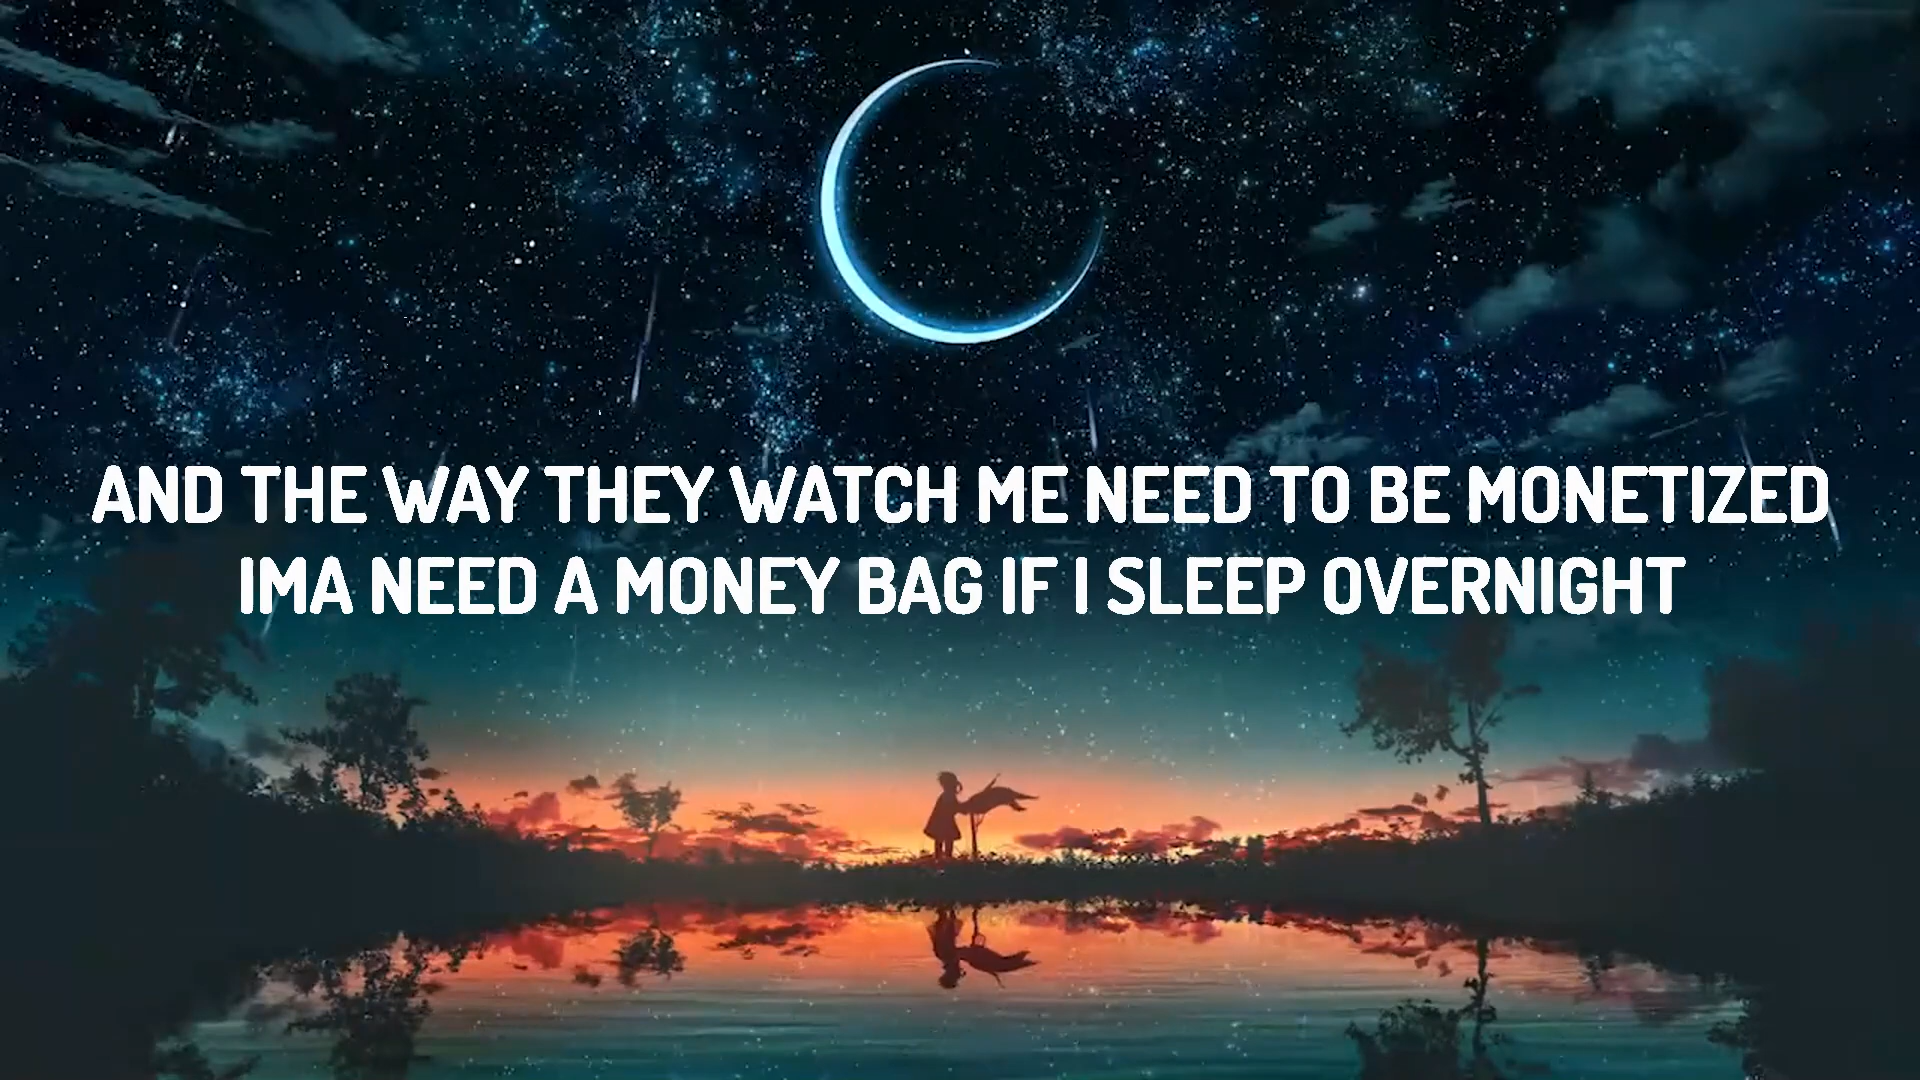 AND THE WAY THEY WATCH ME NEED TO BE MONETIZED
IMA NEED A MONEY BAG IF I SLEEP OVERNIGHT